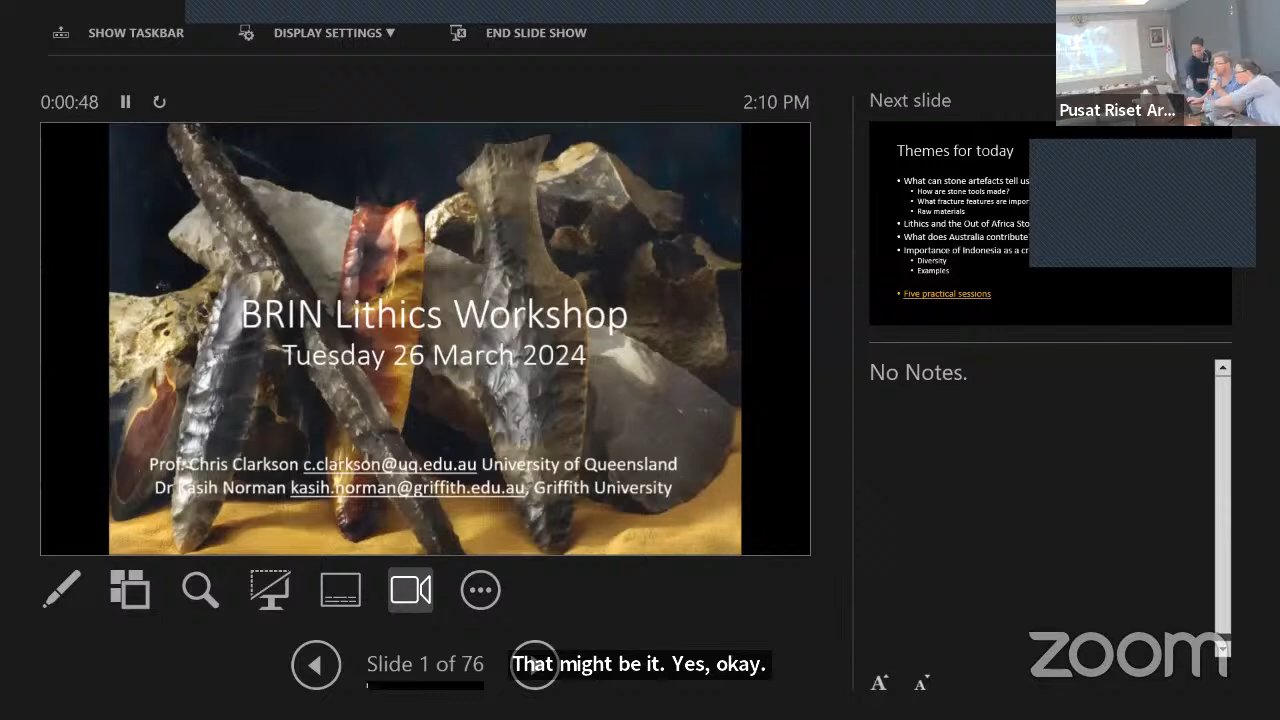 SHOW TASKBAR
DISPLAY SETTINGS ▼
END SLIDE SHOW
Pusat Riset Ar...
0:00:48
2:10 PM
Next slide
BRIN Lithics Workshop
Tuesday 26 March 2024
Prof Chris Clarkson c.clarkson@uq.edu.au University of Queensland
Dr Kasih Norman kasih.norman@griffith.edu.au, Griffith University
Themes for today
• What can stone artefacts tell us
• How are stone tools made?
• What fracture features are impor
• Raw materials
• Lithics and the Out of Africa Sto
• What does Australia contribute
• Importance of Indonesia as a cr
• Diversity
• Examples
• Five practical sessions
No Notes.
Slide 1 of 76
That might be it. Yes, okay.
A A
zoom